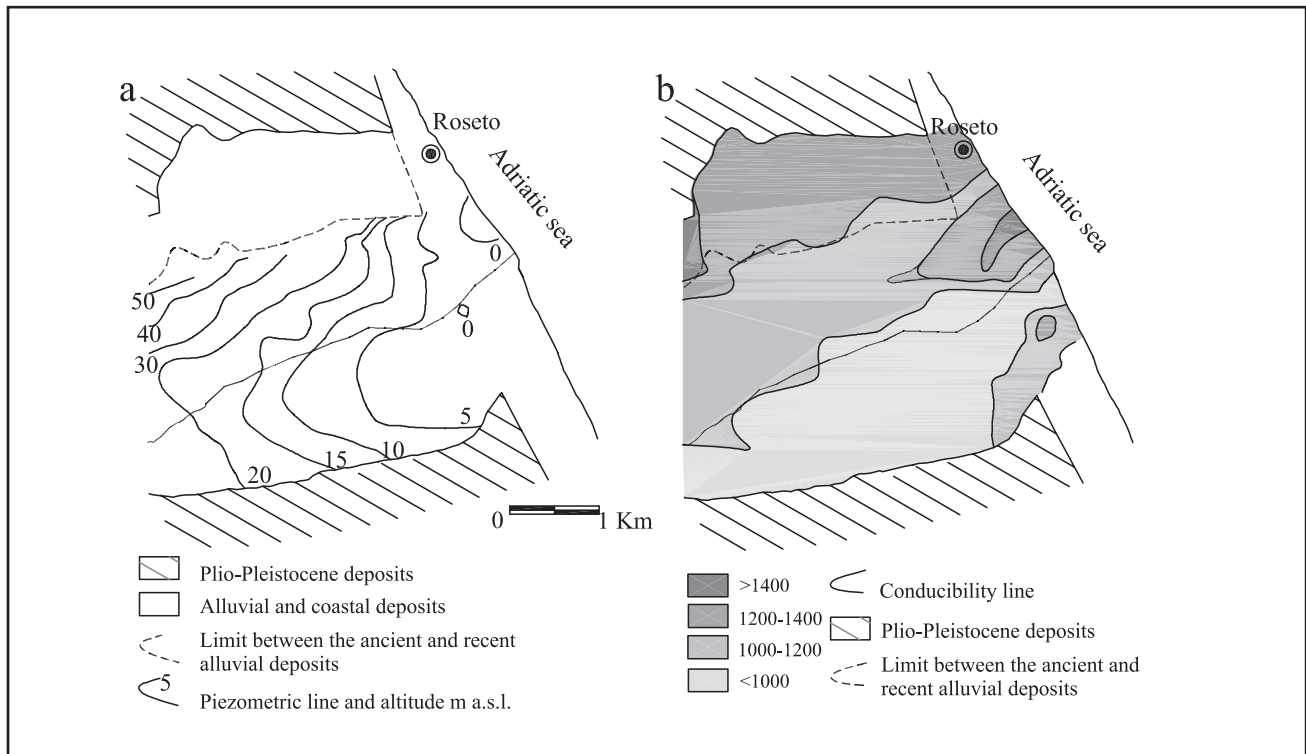 a
Roseto
Adriatic sea
0
0
50
40
30
20
15
10
5
0 1 Km
Plio-Pleistocene deposits
Alluvial and coastal deposits
Limit between the ancient and recent
alluvial deposits
5
Piezometric line and altitude m a.s.l.
b
Roseto
Adriatic sea
>1400
1200-1400
1000-1200
<1000
Conducibility line
Plio-Pleistocene deposits
Limit between the ancient and
recent alluvial deposits